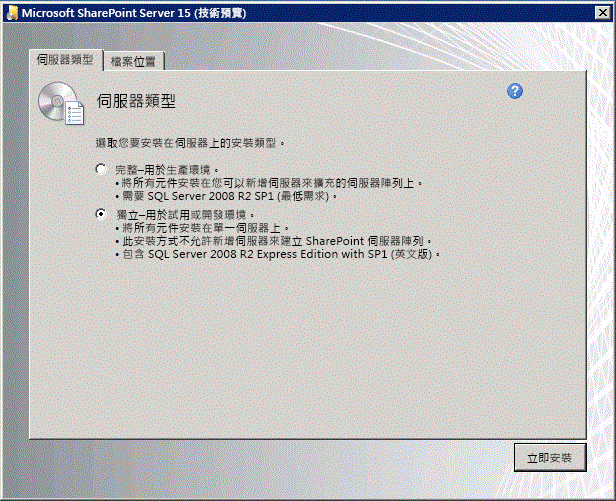 Microsoft SharePoint Server 15 (技術預覽)
伺服器類型
檔案位置
伺服器類型
選取您要安裝在伺服器上的安裝類型。
完整–用於生產環境。
• 將所有元件安裝在您可以新增伺服器來擴充的伺服器陣列上。
• 需要 SQL Server 2008 R2 SP1 (最低需求)。
獨立–用於試用或開發環境。
• 將所有元件安裝在單一伺服器上。
• 此安裝方式不允許新增伺服器來建立 SharePoint 伺服器陣列。
• 包含 SQL Server 2008 R2 Express Edition with SP1 (英文版)。
立即安裝